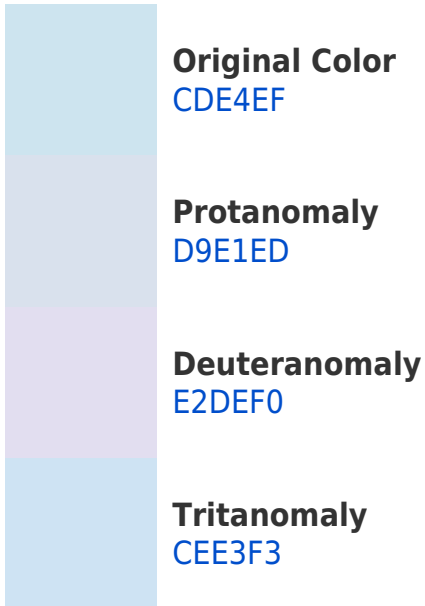 Original Color
CDE4EF
Protanomaly
D9E1ED
Deuteranomaly
E2DEF0
Tritanomaly
CEE3F3